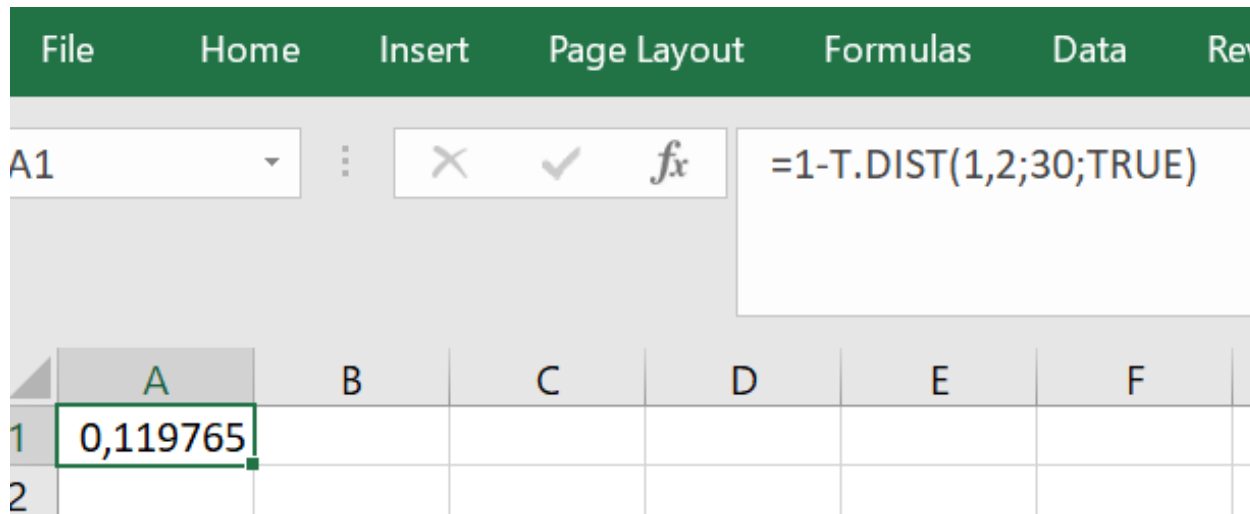 File Home Insert Page Layout Formulas Data
A1 fx =1-T.DIST(1,2;30;TRUE)
A B C D E F
1 0,119765
2